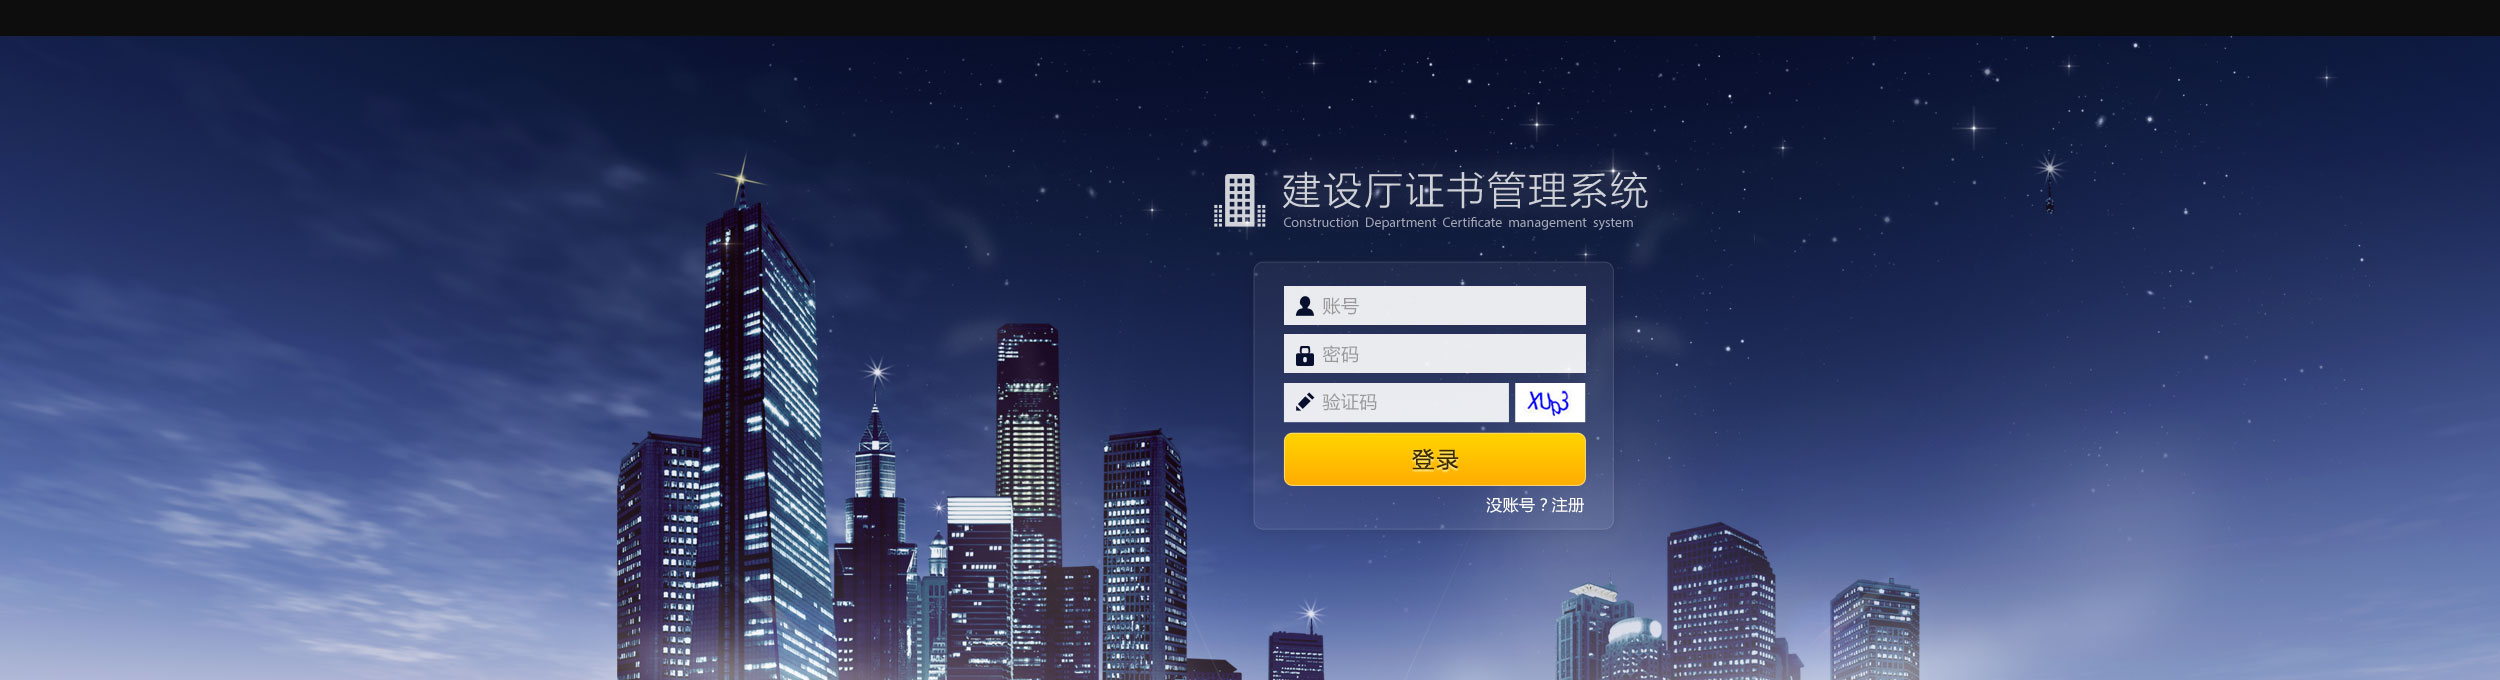 建设厅证书管理系统
Construction Department Certificate management system
账号
密码
验证码
XUp3
登录
没账号？注册